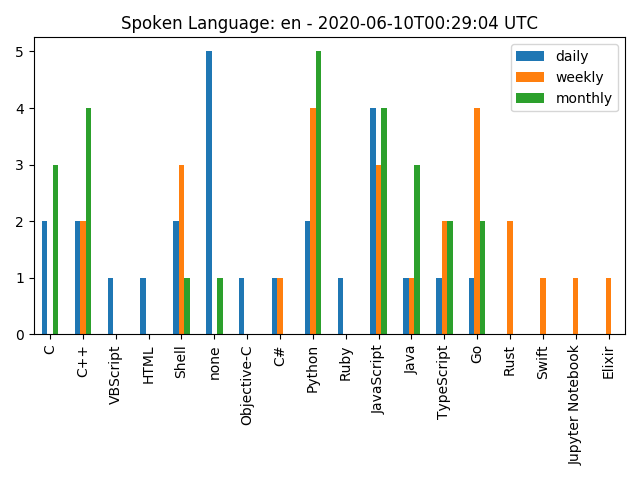 Spoken Language: en - 2020-06-10T00:29:04 UTC
daily
weekly
monthly
5
4
3
2
1
0
C
C++
VBScript
HTML
Shell
none
Objective-C
C#
Python
Ruby
JavaScript
Java
TypeScript
Go
Rust
Swift
Jupyter Notebook
Elixir